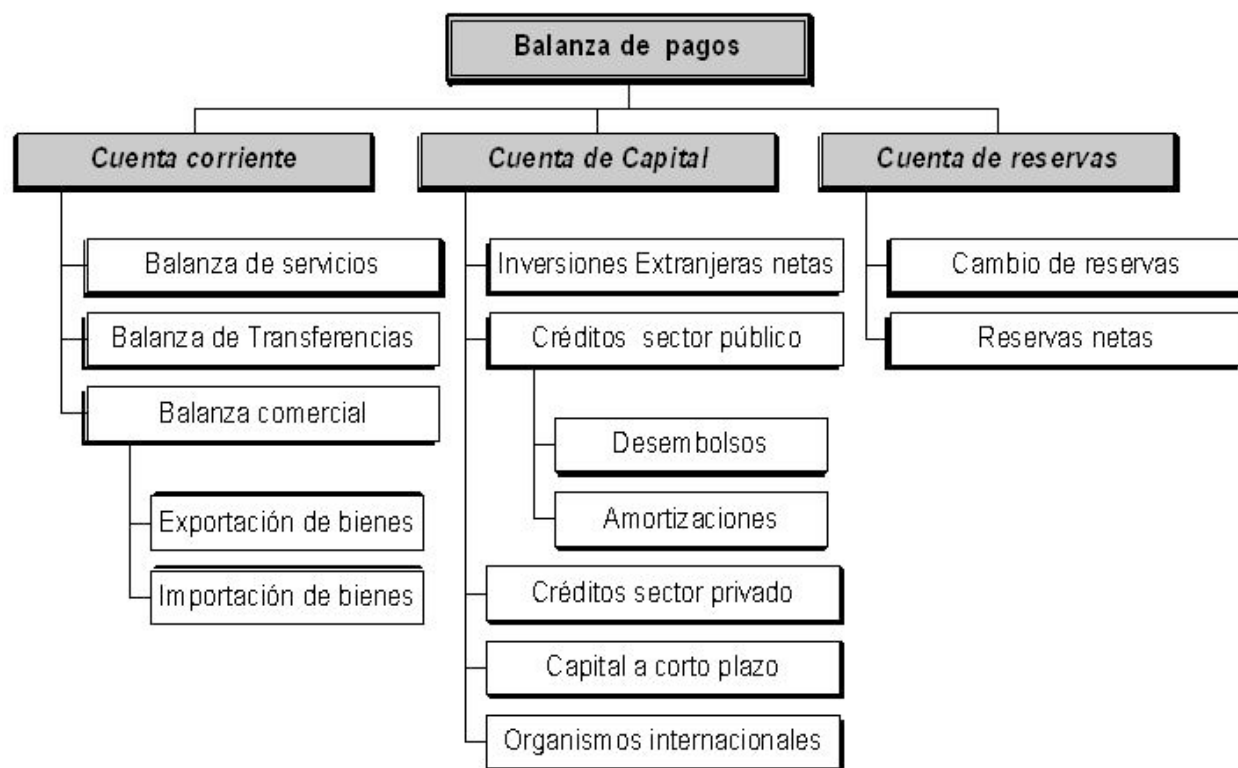 Balanza de pagos
Cuenta corriente
Cuenta de Capital
Cuenta de reservas
Balanza de servicios
Balanza de Transferencias
Balanza comercial
Exportación de bienes
Importación de bienes
Inversiones Extranjeras netas
Créditos sector público
Desembolsos
Amortizaciones
Créditos sector privado
Capital a corto plazo
Organismos internacionales
Cambio de reservas
Reservas netas